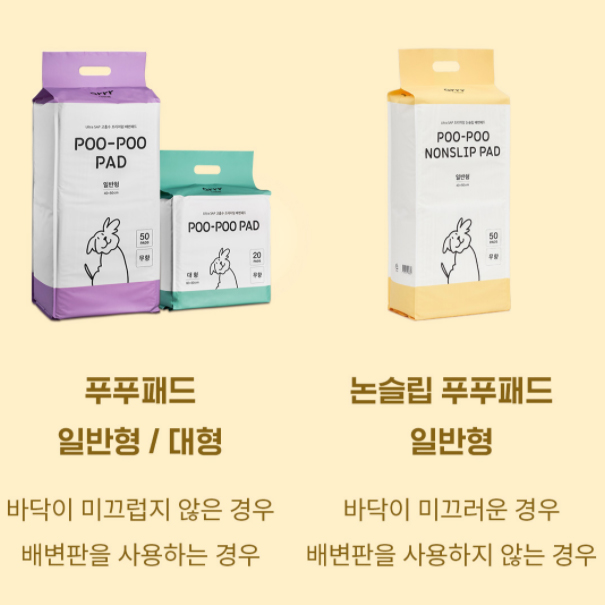 POO-POO
PAD
일반형
50
무향
POO-POO PAD
대형
20
무향
POO-POO
NONSLIP PAD
일반형
50
무향
푸푸패드
일반형 / 대형
바닥이 미끄럽지 않은 경우
배변판을 사용하는 경우
논슬립 푸푸패드
일반형
바닥이 미끄러운 경우
배변판을 사용하지 않는 경우